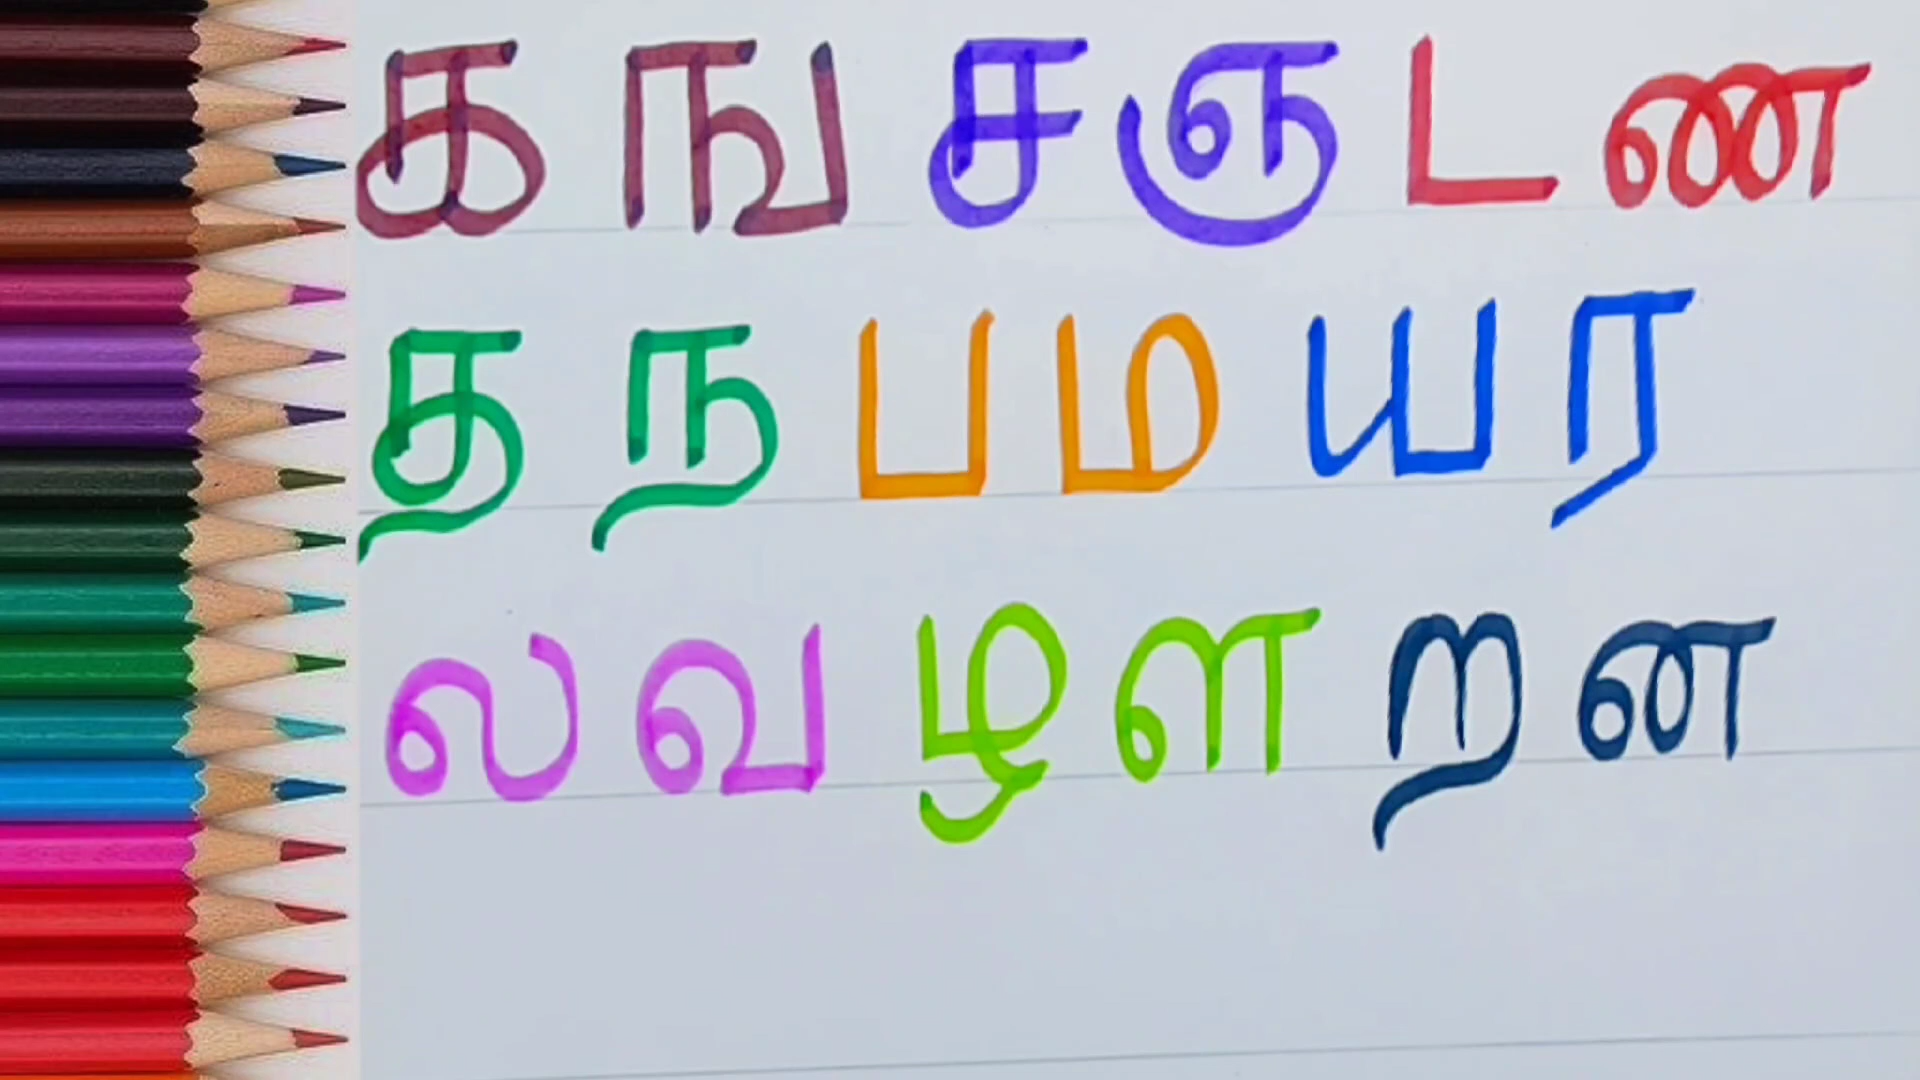 க ங ச ஞ ட ண
த ந ப ம ய ர
ல வ ழ ள ற ன